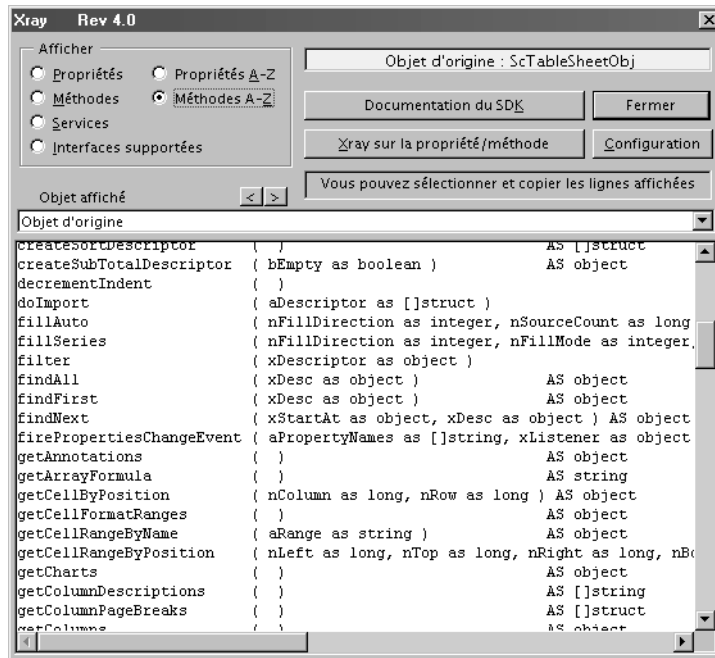 Xray Rev 4.0
Afficher
Propriétés Propriétés A-Z
Méthodes Méthodes A-Z
Services
Interfaces supportées
Objet d'origine : ScTableSheetObj
Documentation du SDK Fermer
Xray sur la propriété/méthode Configuration
Objet affiché < > Vous pouvez sélectionner et copier les lignes affichées
Objet d'origine
createSortDescriptor ( ) AS []struct
createSubTotalDescriptor ( bEmpty as boolean ) AS object
decrementIndent ( )
doImport ( aDescriptor as []struct )
fillAuto ( nFillDirection as integer, nSourceCount as long
fillSeries ( nFillDirection as integer, nFillMode as integer,
filter ( xDescriptor as object )
findAll ( xDesc as object ) AS object
findFirst ( xDesc as object ) AS object
findNext ( xStartAt as object, xDesc as object ) AS object
firePropertiesChangeEvent ( aPropertyNames as []string, xListener as object
getAnnotations ( ) AS object
getArrayFormula ( ) AS string
getCellByPosition ( nColumn as long, nRow as long ) AS object
getCellFormatRanges ( ) AS object
getCellRangeByName ( aRange as string ) AS object
getCellRangeByPosition ( nLeft as long, nTop as long, nRight as long,
getCharts ( ) AS object
getColumnDescriptions ( ) AS []string
getColumnPageBreaks ( ) AS []struct
getColumns ( ) AS object